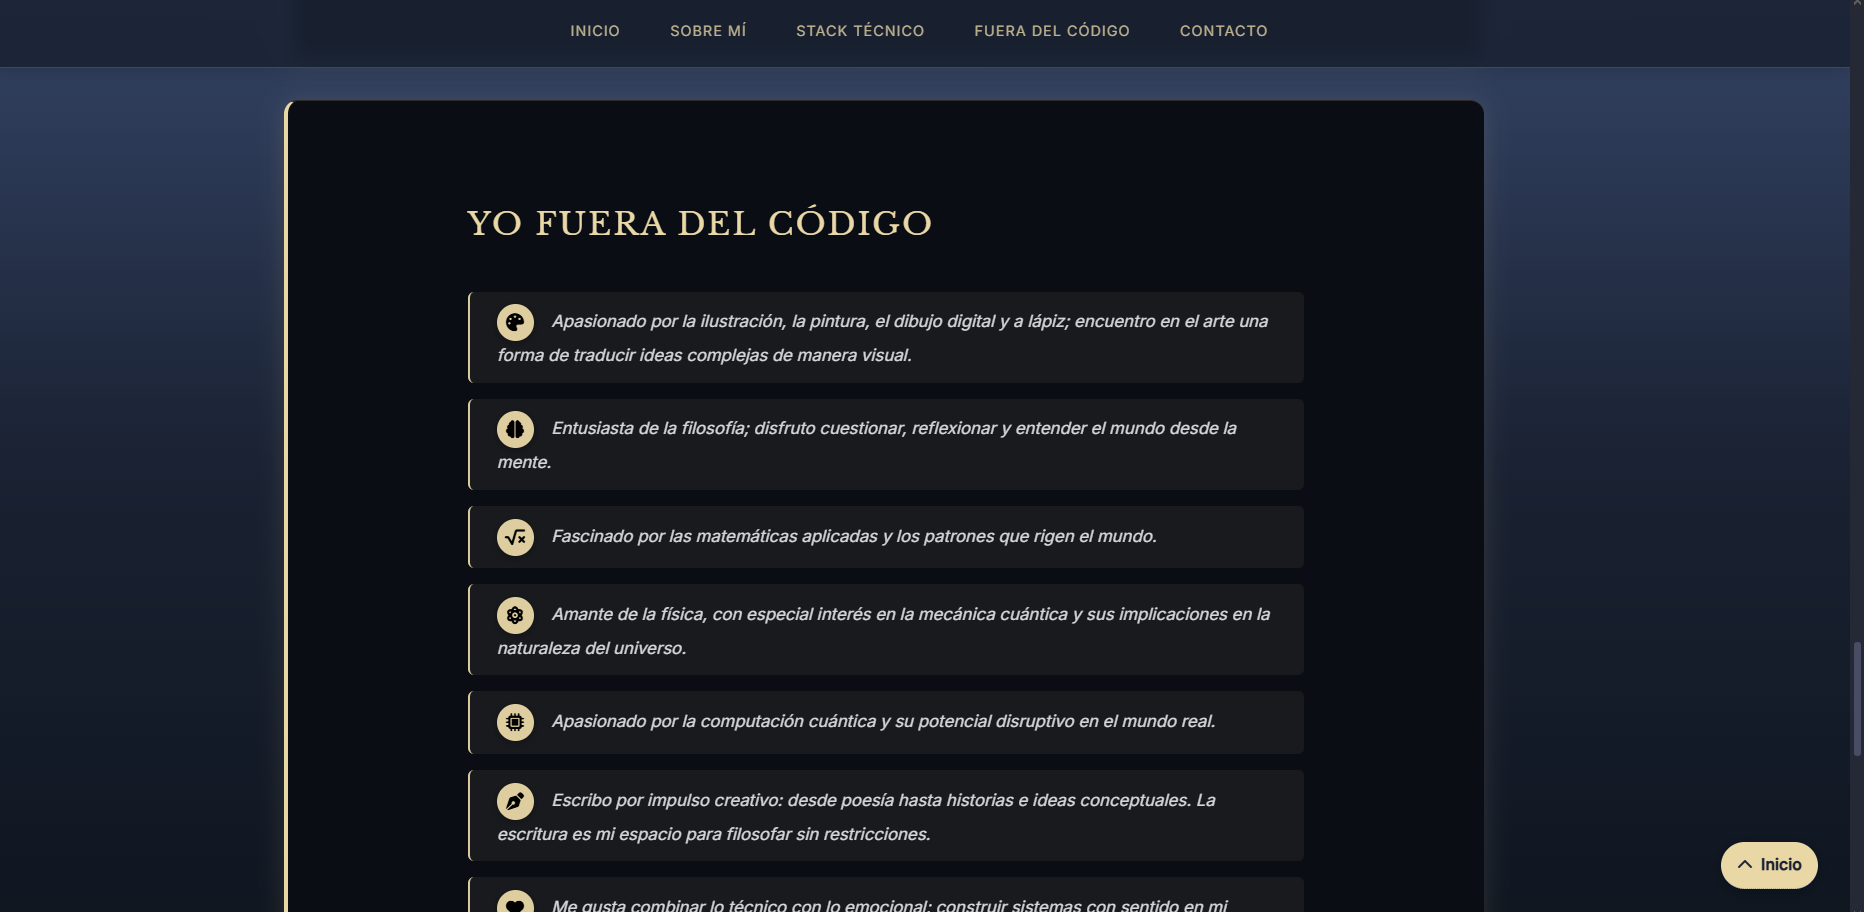 INICIO SOBRE MÍ STACK TÉCNICO FUERA DEL CÓDIGO CONTACTO
YO FUERA DEL CÓDIGO
Apasionado por la ilustración, la pintura, el dibujo digital y a lápiz; encuentro en el arte una
forma de traducir ideas complejas de manera visual.
Entusiasta de la filosofía; disfruto cuestionar, reflexionar y entender el mundo desde la
mente.
Fascinado por las matemáticas aplicadas y los patrones que rigen el mundo.
Amante de la física, con especial interés en la mecánica cuántica y sus implicaciones en la
naturaleza del universo.
Apasionado por la computación cuántica y su potencial disruptivo en el mundo real.
Escribo por impulso creativo: desde poesía hasta historias e ideas conceptuales. La
escritura es mi espacio para filosofar sin restricciones.
Inicio
Me gusta combinar lo técnico con lo emocional: construir sistemas con sentido en mi